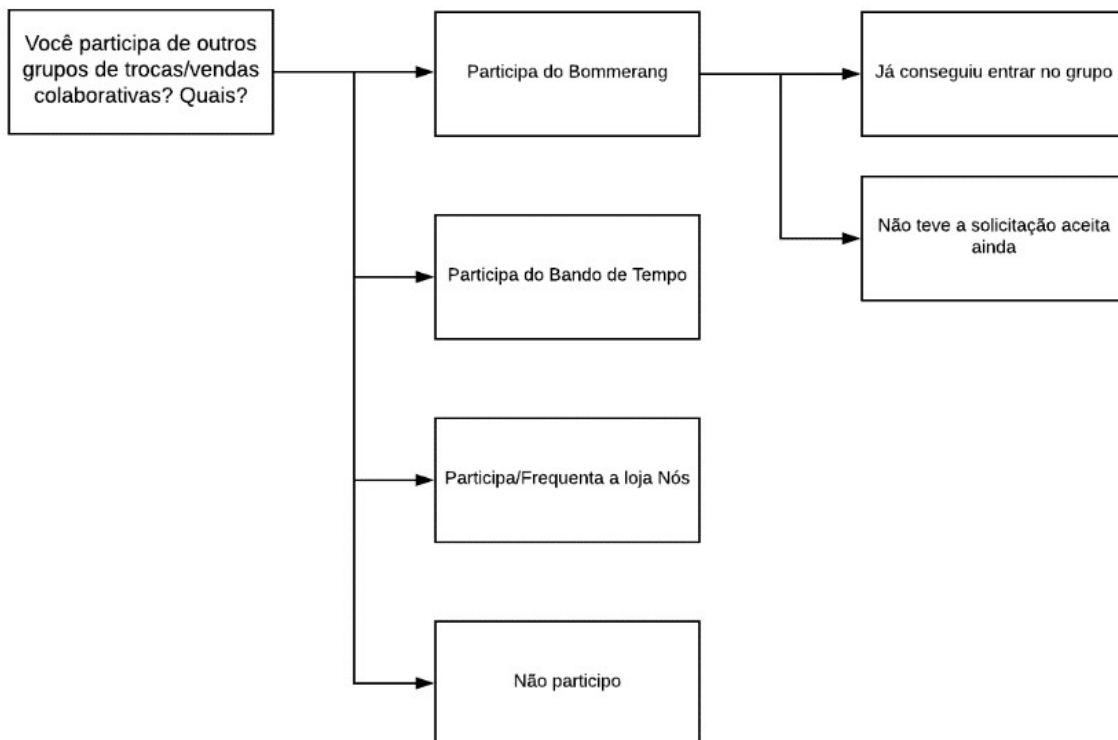 Você participa de outros
grupos de trocas/vendas
colaborativas? Quais?
Participa do Bommerang
Já conseguiu entrar no grupo
Não teve a solicitação aceita
ainda
Participa do Bando de Tempo
Participa/Frequenta a loja Nós
Não participo